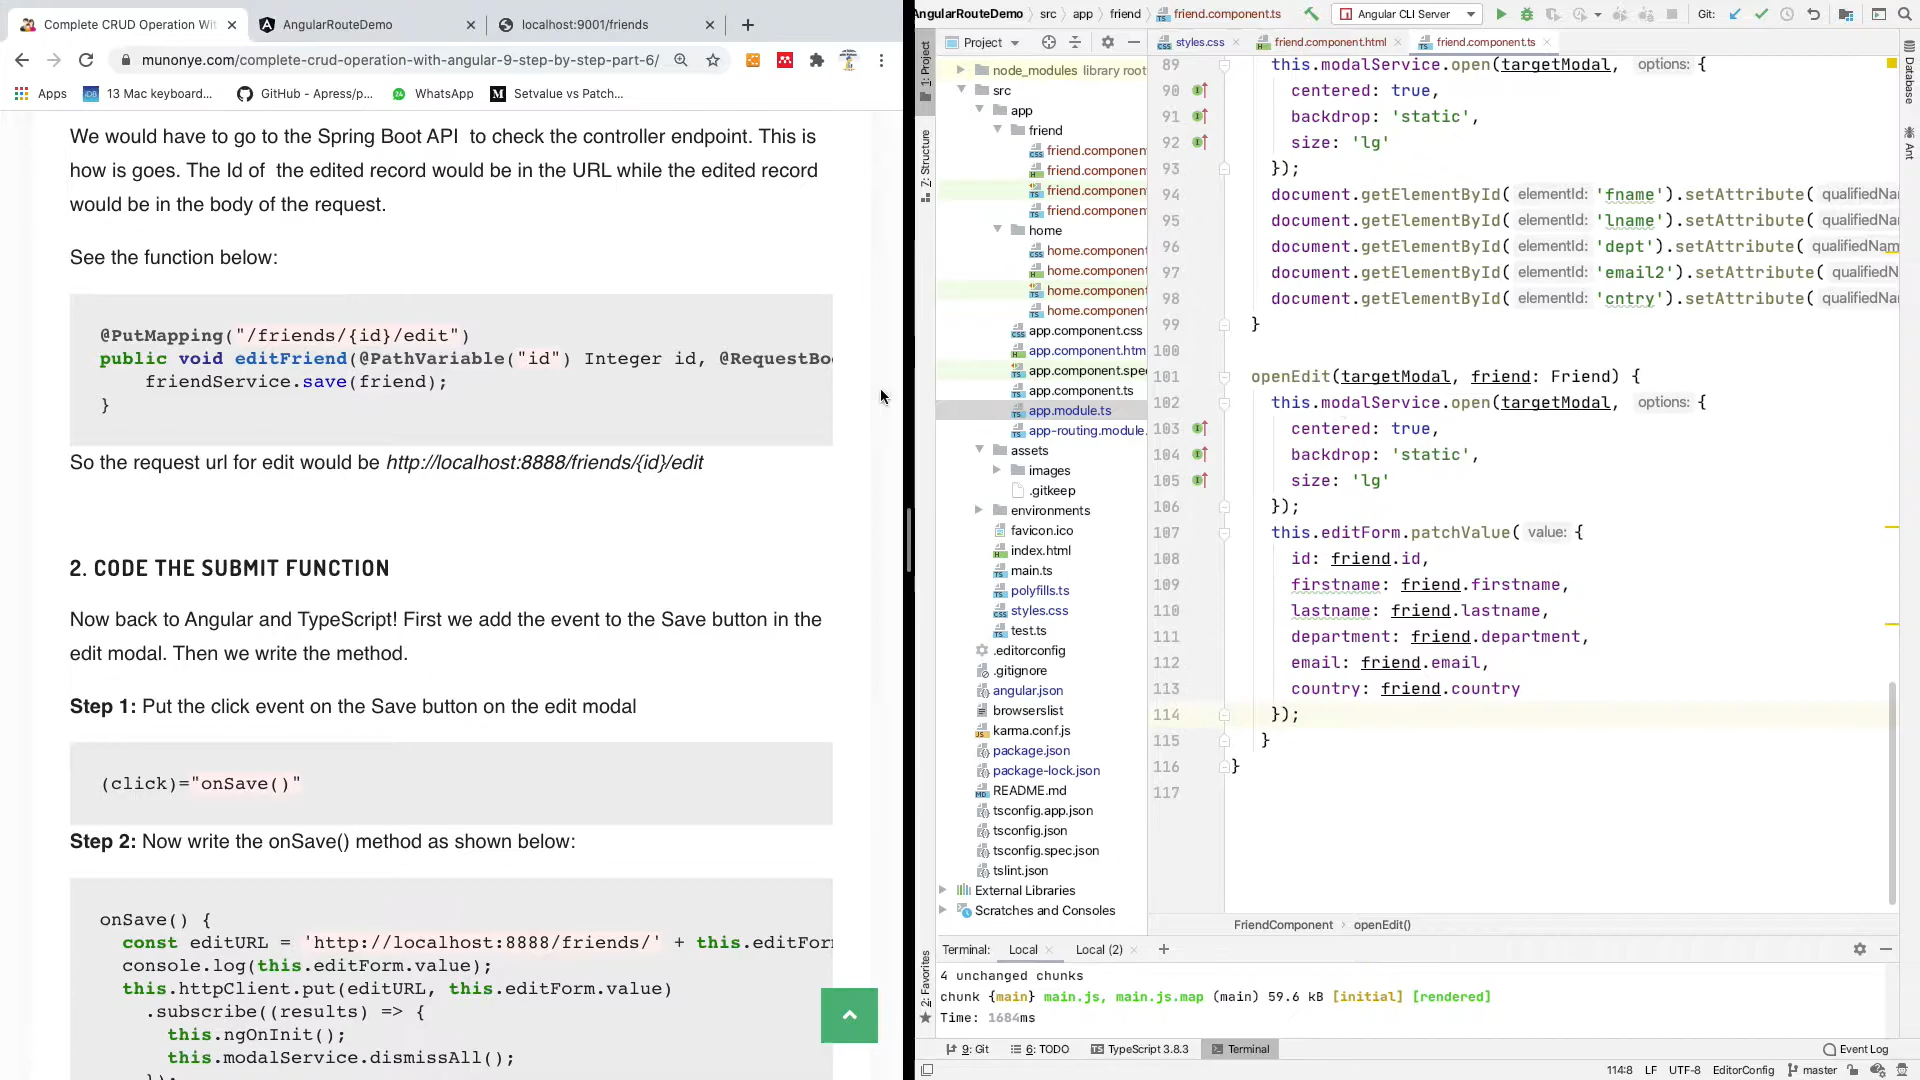 Complete CRUD Operation Wit
AngularRouteDemo
localhost:9001/friends
munonye.com/complete-crud-operation-with-angular-9-step-by-step-part-6/
Apps
13 Mac keyboard...
GitHub - Apress/p...
WhatsApp
Setvalue vs Patch...
We would have to go to the Spring Boot API to check the controller endpoint. This is
how is goes. The Id of the edited record would be in the URL while the edited record
would be in the body of the request.
See the function below:
@PutMapping("/friends/{id}/edit")
public void editFriend(@PathVariable("id") Integer id, @RequestBo
friendService.save(friend);
}
So the request url for edit would be http://localhost:8888/friends/{id}/edit
2. CODE THE SUBMIT FUNCTION
Now back to Angular and TypeScript! First we add the event to the Save button in the
edit modal. Then we write the method.
Step 1: Put the click event on the Save button on the edit modal
(click)="onSave()"
Step 2: Now write the onSave() method as shown below:
onSave() {
const editURL = 'http://localhost:8888/friends/' + this.editFor
console.log(this.editForm.value);
this.httpClient.put(editURL, this.editForm.value)
.subscribe((results) => {
this.ngOnInit();
this.modalService.dismissAll();
AngularRouteDemo
src
app
friend
friend.component.ts
Angular CLI Server
Git:
Project
styles.css
friend.component.html
friend.component.ts
1: Project
7: Structure
2: Favorites
Database
Ant
node_modules library root
src
app
friend
friend.component
friend.component
friend.component
friend.component
home
home.component
home.component
home.component
home.component
app.component.css
app.component.htm
app.component.spe
app.component.ts
app.module.ts
app-routing.module.
assets
images
.gitkeep
environments
favicon.ico
index.html
main.ts
polyfills.ts
styles.css
test.ts
.editorconfig
.gitignore
angular.json
browserslist
karma.conf.js
package.json
package-lock.json
README.md
tsconfig.app.json
tsconfig.json
tsconfig.spec.json
tslint.json
External Libraries
Scratches and Consoles
89 this.modalService.open(targetModal, options: {
90 centered: true,
91 backdrop: 'static',
92 size: 'lg'
93 });
94 document.getElementById( elementId: 'fname').setAttribute( qualifiedNa
95 document.getElementById( elementId: 'lname').setAttribute( qualifiedNa
96 document.getElementById( elementId: 'dept').setAttribute( qualifiedNam
97 document.getElementById( elementId: 'email2').setAttribute( qualifiedN
98 document.getElementById( elementId: 'cntry').setAttribute( qualifiedNa
99 }
100
101 openEdit(targetModal, friend: Friend) {
102 this.modalService.open(targetModal, options: {
103 centered: true,
104 backdrop: 'static',
105 size: 'lg'
106 });
107 this.editForm.patchValue( value: {
108 id: friend.id,
109 firstname: friend.firstname,
110 lastname: friend.lastname,
111 department: friend.department,
112 email: friend.email,
113 country: friend.country
114 });
115 }
116 }
117
FriendComponent
openEdit()
Terminal:
Local
Local (2)
4 unchanged chunks
chunk {main} main.js, main.js.map (main) 59.6 kB [initial] [rendered]
Time: 1684ms
9: Git
6: TODO
TypeScript 3.8.3
Terminal
Event Log
114:8
LF
UTF-8
EditorConfig
master